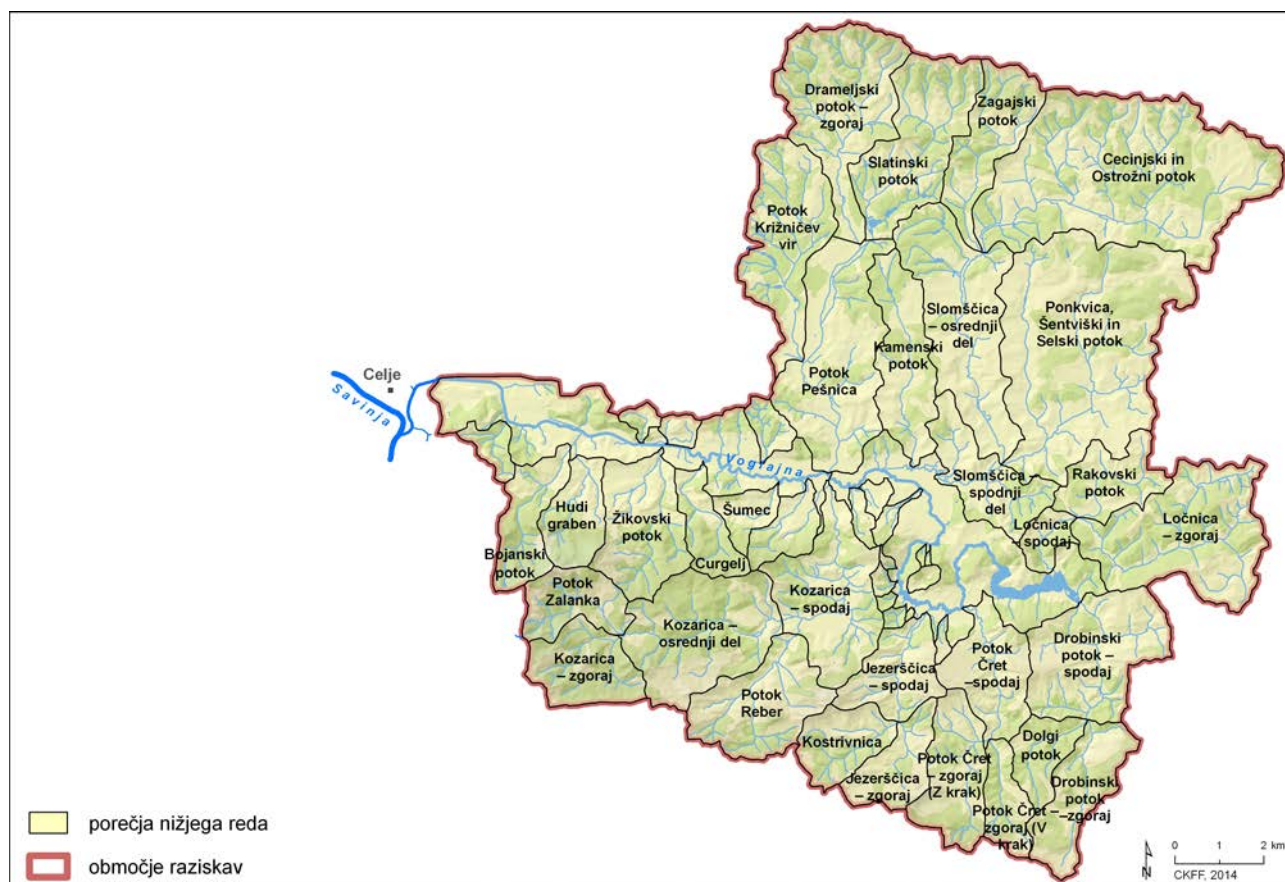 Drameljski
potok –
zgoraj
Zagajski
potok
Slatinski
potok
Cecinjski in
Ostrožni potok
Potok
Križničev
vir
Slomščica
– osrednji
del
Ponkvica,
Šentviški in
Selski potok
Kamenski
potok
Potok
Pešnica
Celje
Savinja
Voglajna
Slomščica –
spodnji
del
Rakovski
potok
Ločnica
– spodaj
Ločnica
– zgoraj
Hudi
graben
Žikovski
potok
Šumec
Curgelj
Bojanski
potok
Potok
Zalanka
Kozarica
– spodaj
Kozarica –
osrednji del
Kozarica
– zgoraj
Jezerščica
– spodaj
Potok
Čret
–spodaj
Drobinski
potok –
spodaj
Potok
Reber
Kostrivnica
Jezerščica
– zgoraj
Potok Čret
– zgoraj
(Z krak)
Dolgi
potok
Drobinski
potok
–zgoraj
Potok Čret –
zgoraj (V
krak)
porečja nižjega reda
območje raziskav
N
0 1 2 km
CKFF, 2014